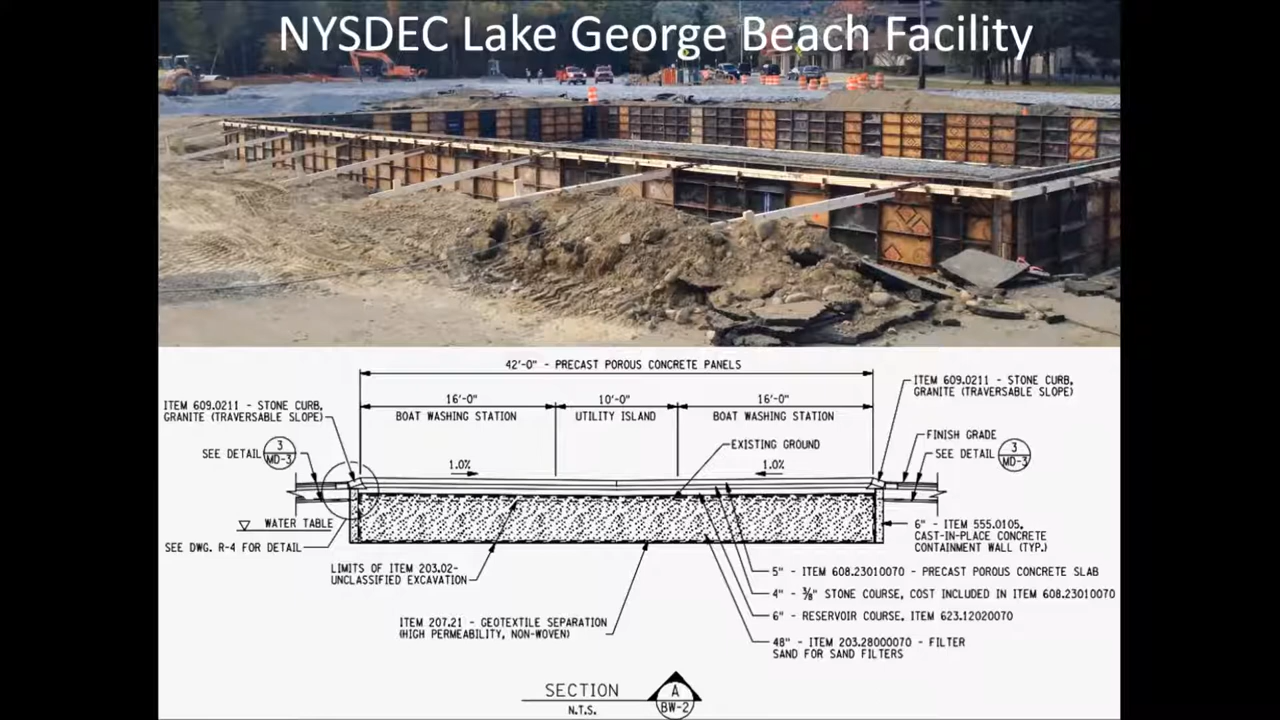 NYSDEC Lake George Beach Facility
42'-0" - PRECAST POROUS CONCRETE PANELS
16'-0"
BOAT WASHING STATION
10'-0"
UTILITY ISLAND
16'-0"
BOAT WASHING STATION
ITEM 609.0211 - STONE CURB,
GRANITE (TRAVERSABLE SLOPE)
ITEM 609.0211 - STONE CURB,
GRANITE (TRAVERSABLE SLOPE)
SEE DETAIL
3
MD-3
EXISTING GROUND
FINISH GRADE
SEE DETAIL
3
MD-3
1.0%
1.0%
WATER TABLE
SEE DWG. R-4 FOR DETAIL
6" - ITEM 555.0105,
CAST-IN-PLACE CONCRETE
CONTAINMENT WALL (TYP.)
LIMITS OF ITEM 203.02-
UNCLASSIFIED EXCAVATION
5" - ITEM 608.23010070 - PRECAST POROUS CONCRETE SLAB
4" - ⅜" STONE COURSE, COST INCLUDED IN ITEM 608.23010070
6" - RESERVOIR COURSE, ITEM 623.12020070
ITEM 207.21 - GEOTEXTILE SEPARATION
(HIGH PERMEABILITY, NON-WOVEN)
48" - ITEM 203.28000070 - FILTER
SAND FOR SAND FILTERS
SECTION
N.T.S.
A
BW-2